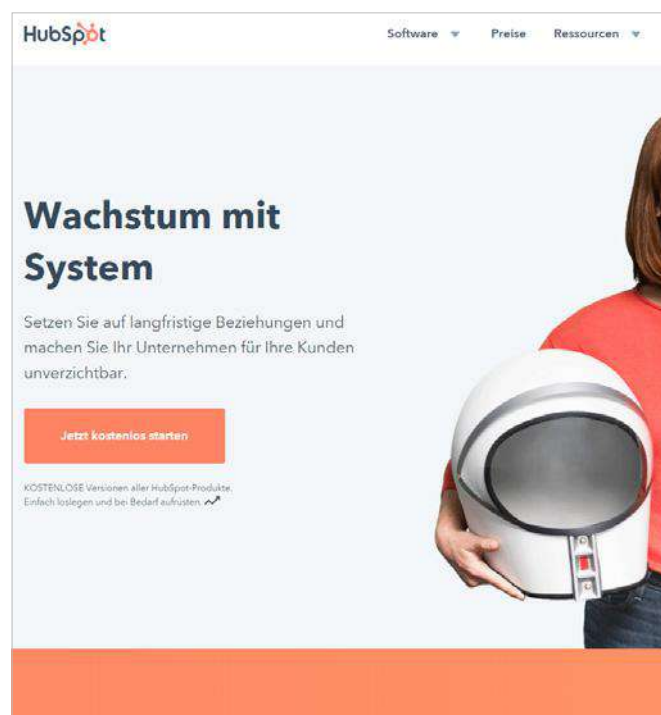 HubSpot
Software Preise Ressourcen
Wachstum mit
System
Setzen Sie auf langfristige Beziehungen und
machen Sie Ihr Unternehmen für Ihre Kunden
unverzichtbar.
Jetzt kostenlos starten
KOSTENLOSE Versionen aller HubSpot-Produkte.
Einfach loslegen und bei Bedarf aufrüsten.